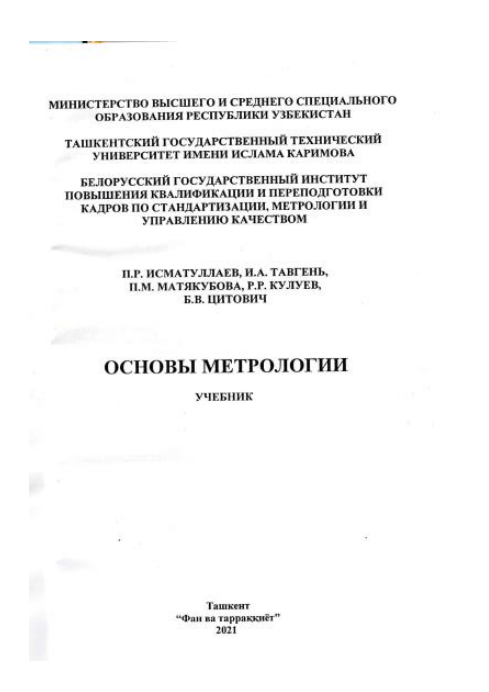 МИНИСТЕРСТВО ВЫСШЕГО И СРЕДНЕГО СПЕЦИАЛЬНОГО
ОБРАЗОВАНИЯ РЕСПУБЛИКИ УЗБЕКИСТАН
ТАШКЕНТСКИЙ ГОСУДАРСТВЕННЫЙ ТЕХНИЧЕСКИЙ
УНИВЕРСИТЕТ ИМЕНИ ИСЛАМА КАРИМОВА
БЕЛОРУССКИЙ ГОСУДАРСТВЕННЫЙ ИНСТИТУТ
ПОВЫШЕНИЯ КВАЛИФИКАЦИИ И ПЕРЕПОДГОТОВКИ
КАДРОВ ПО СТАНДАРТИЗАЦИИ, МЕТРОЛОГИИ И
УПРАВЛЕНИЮ КАЧЕСТВОМ
П.Р. ИСМАТУЛЛАЕВ, И.А. ТАВГЕНЬ,
П.М. МАТЯКУБОВА, Р.Р. КУЛУЕВ,
Б.В. ЦИТОВИЧ
ОСНОВЫ МЕТРОЛОГИИ
УЧЕБНИК
Ташкент
“Фан ва тарраққиёт”
2021